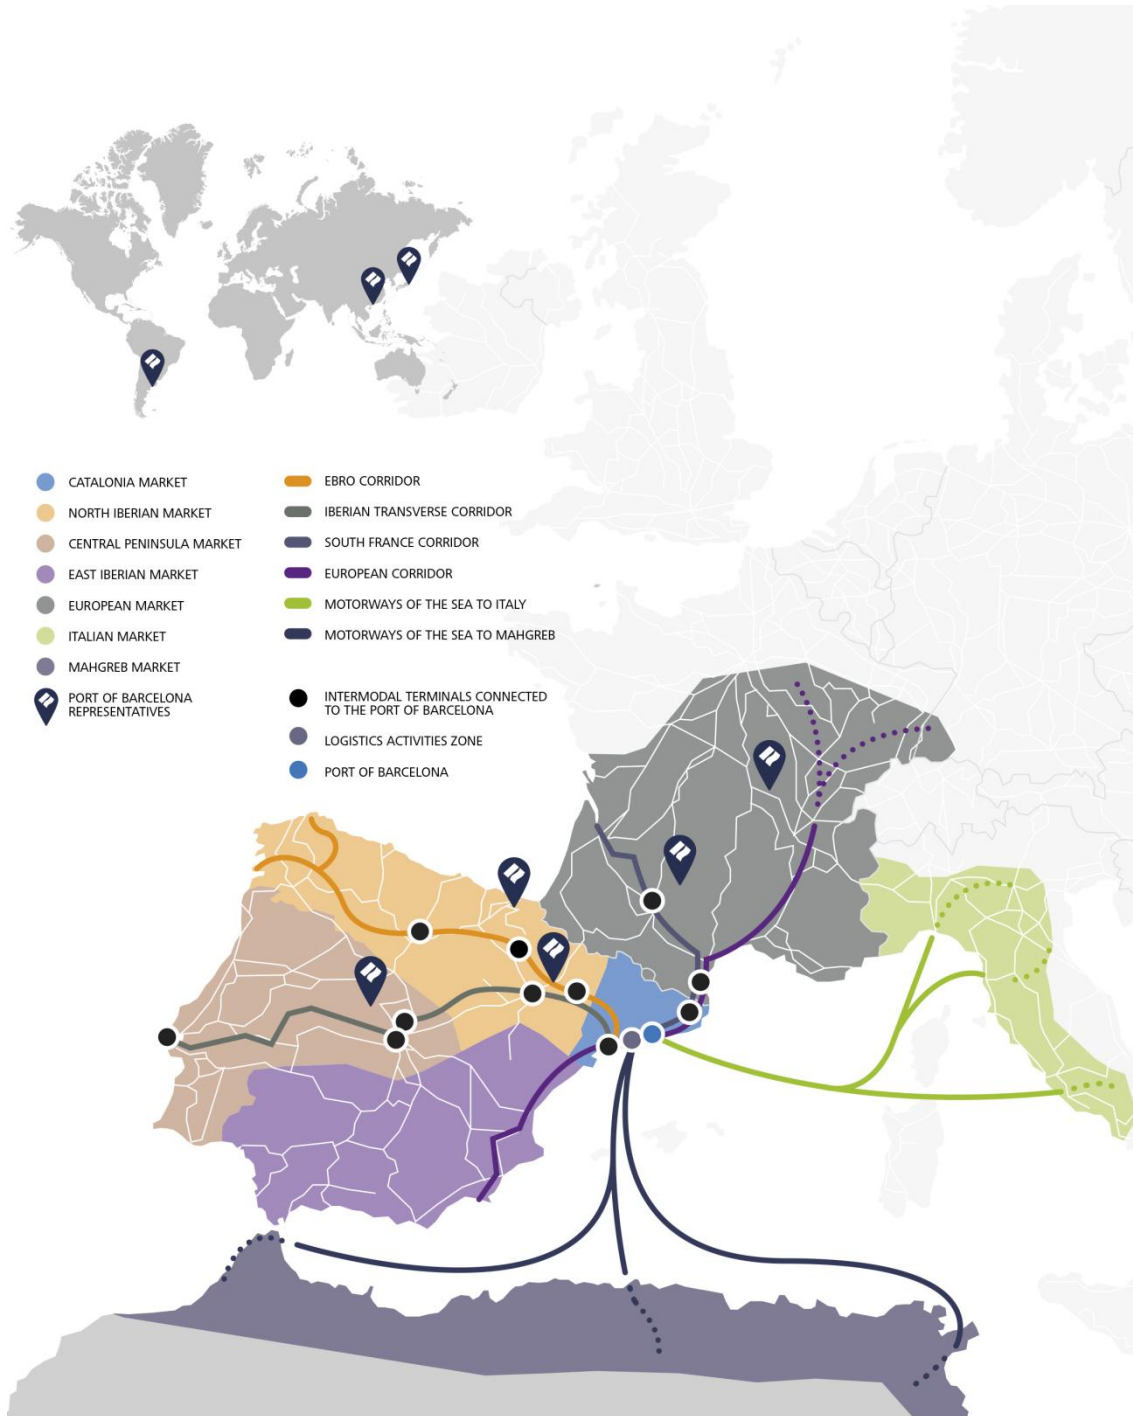 CATALONIA MARKET
NORTH IBERIAN MARKET
CENTRAL PENINSULA MARKET
EAST IBERIAN MARKET
EUROPEAN MARKET
ITALIAN MARKET
MAHGREB MARKET
PORT OF BARCELONA
REPRESENTATIVES
EBRO CORRIDOR
IBERIAN TRANSVERSE CORRIDOR
SOUTH FRANCE CORRIDOR
EUROPEAN CORRIDOR
MOTORWAYS OF THE SEA TO ITALY
MOTORWAYS OF THE SEA TO MAHGREB
INTERMODAL TERMINALS CONNECTED
TO THE PORT OF BARCELONA
LOGISTICS ACTIVITIES ZONE
PORT OF BARCELONA